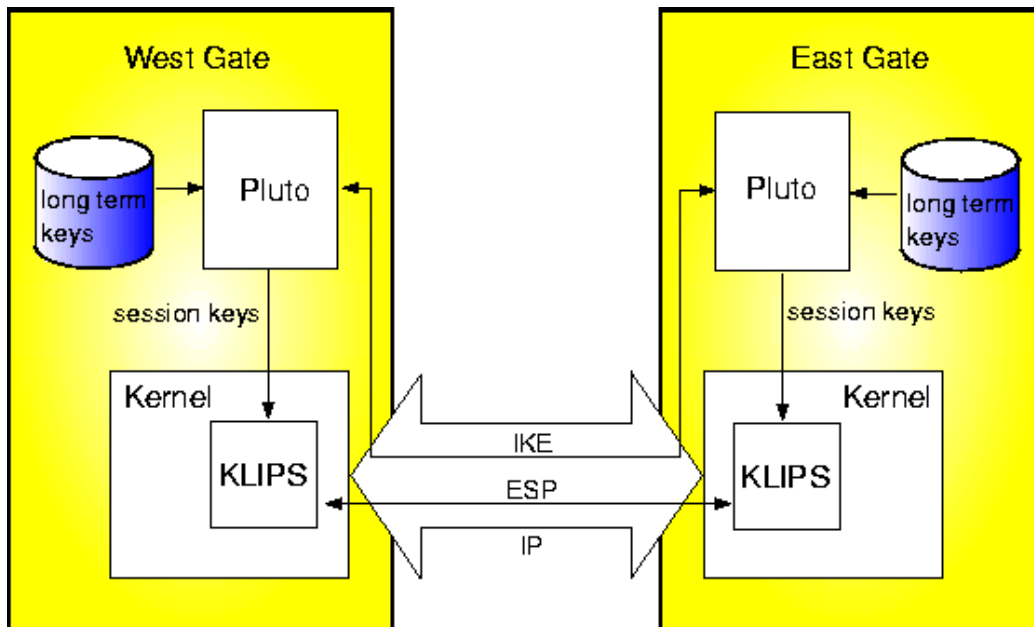 West Gate
East Gate
long term
keys
Pluto
Pluto
long term
keys
session keys
session keys
Kernel
Kernel
KLIPS
IKE
KLIPS
ESP
IP